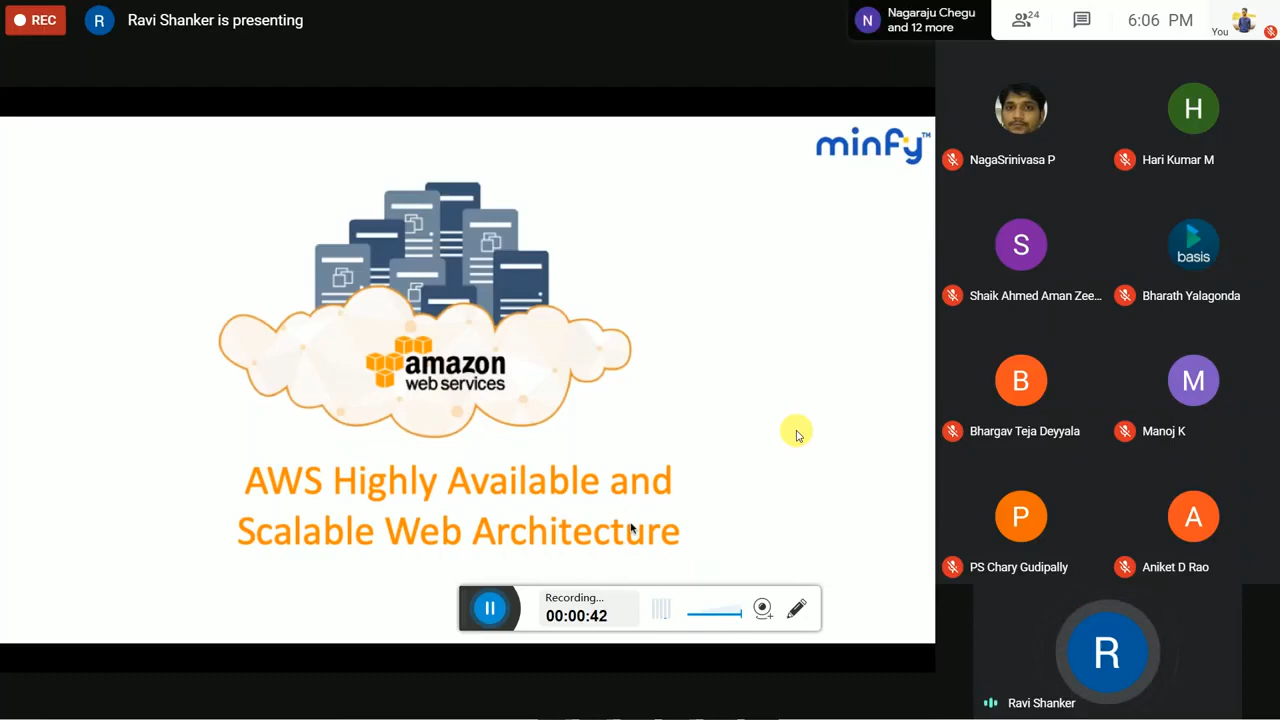 REC
R
Ravi Shanker is presenting
N
Nagaraju Chegu
and 12 more
24
6:06 PM
You
minfy™
amazon
web services
AWS Highly Available and
Scalable Web Architecture
Recording...
00:00:42
NagaSrinivasa P
H
Hari Kumar M
S
Shaik Ahmed Aman Zee...
basis
Bharath Yalagonda
B
Bhargav Teja Deyyala
M
Manoj K
P
PS Chary Gudipally
A
Aniket D Rao
R
Ravi Shanker